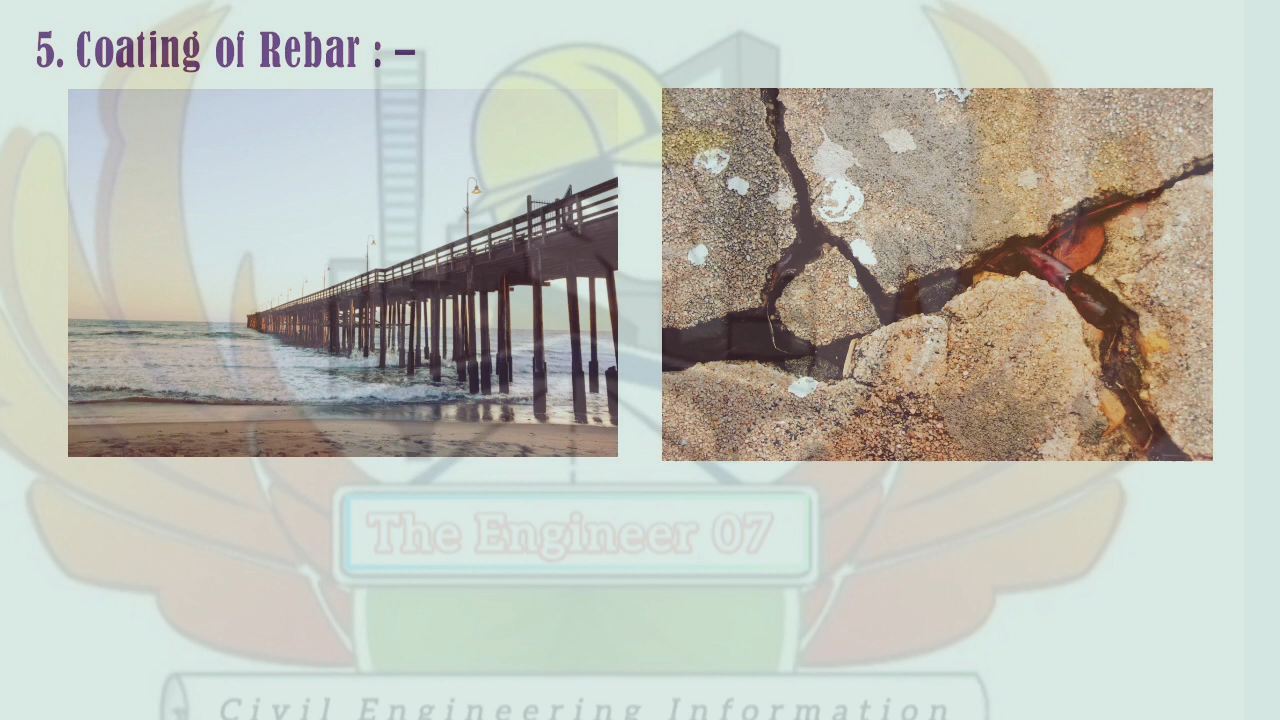 5. Coating of Rebar : –
The Engineer 07
Civil Engineering Information